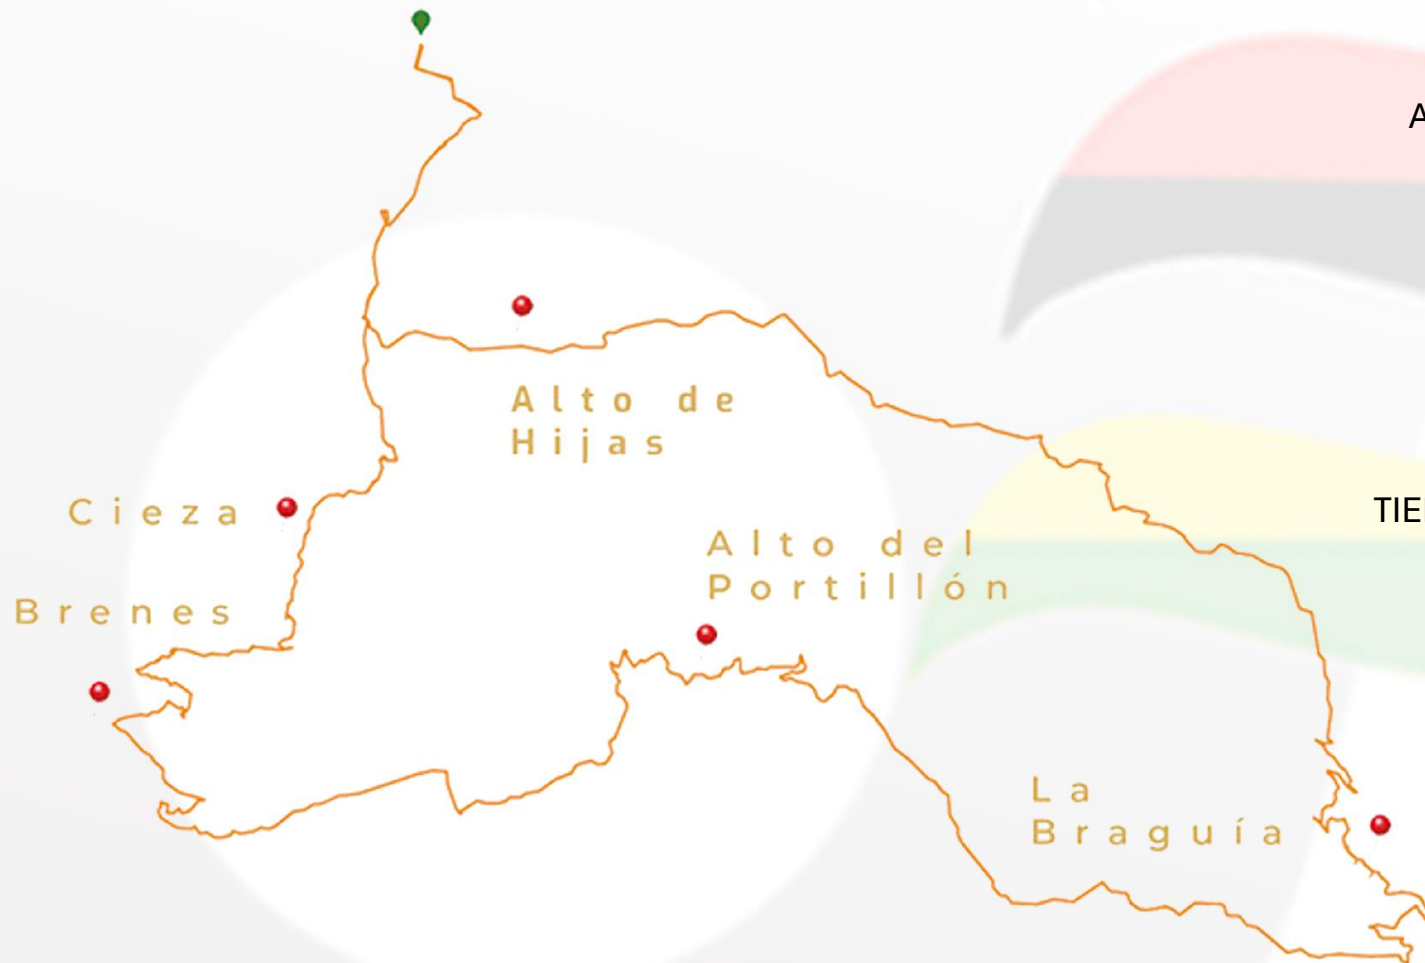 A
Alto de
Hijas
Cieza
TIE
Alto del
Portillón
Brenes
La
Braguía